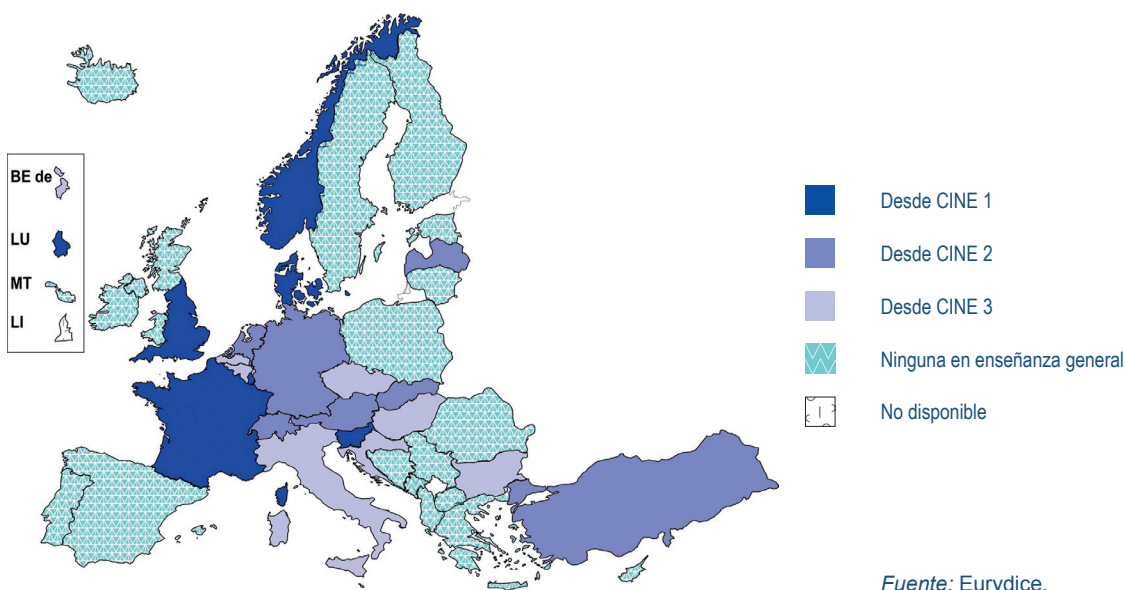 BE de
LU
MT
LI
Desde CINE 1
Desde CINE 2
Desde CINE 3
Ninguna en enseñanza general
No disponible
Fuente: Eurydice.